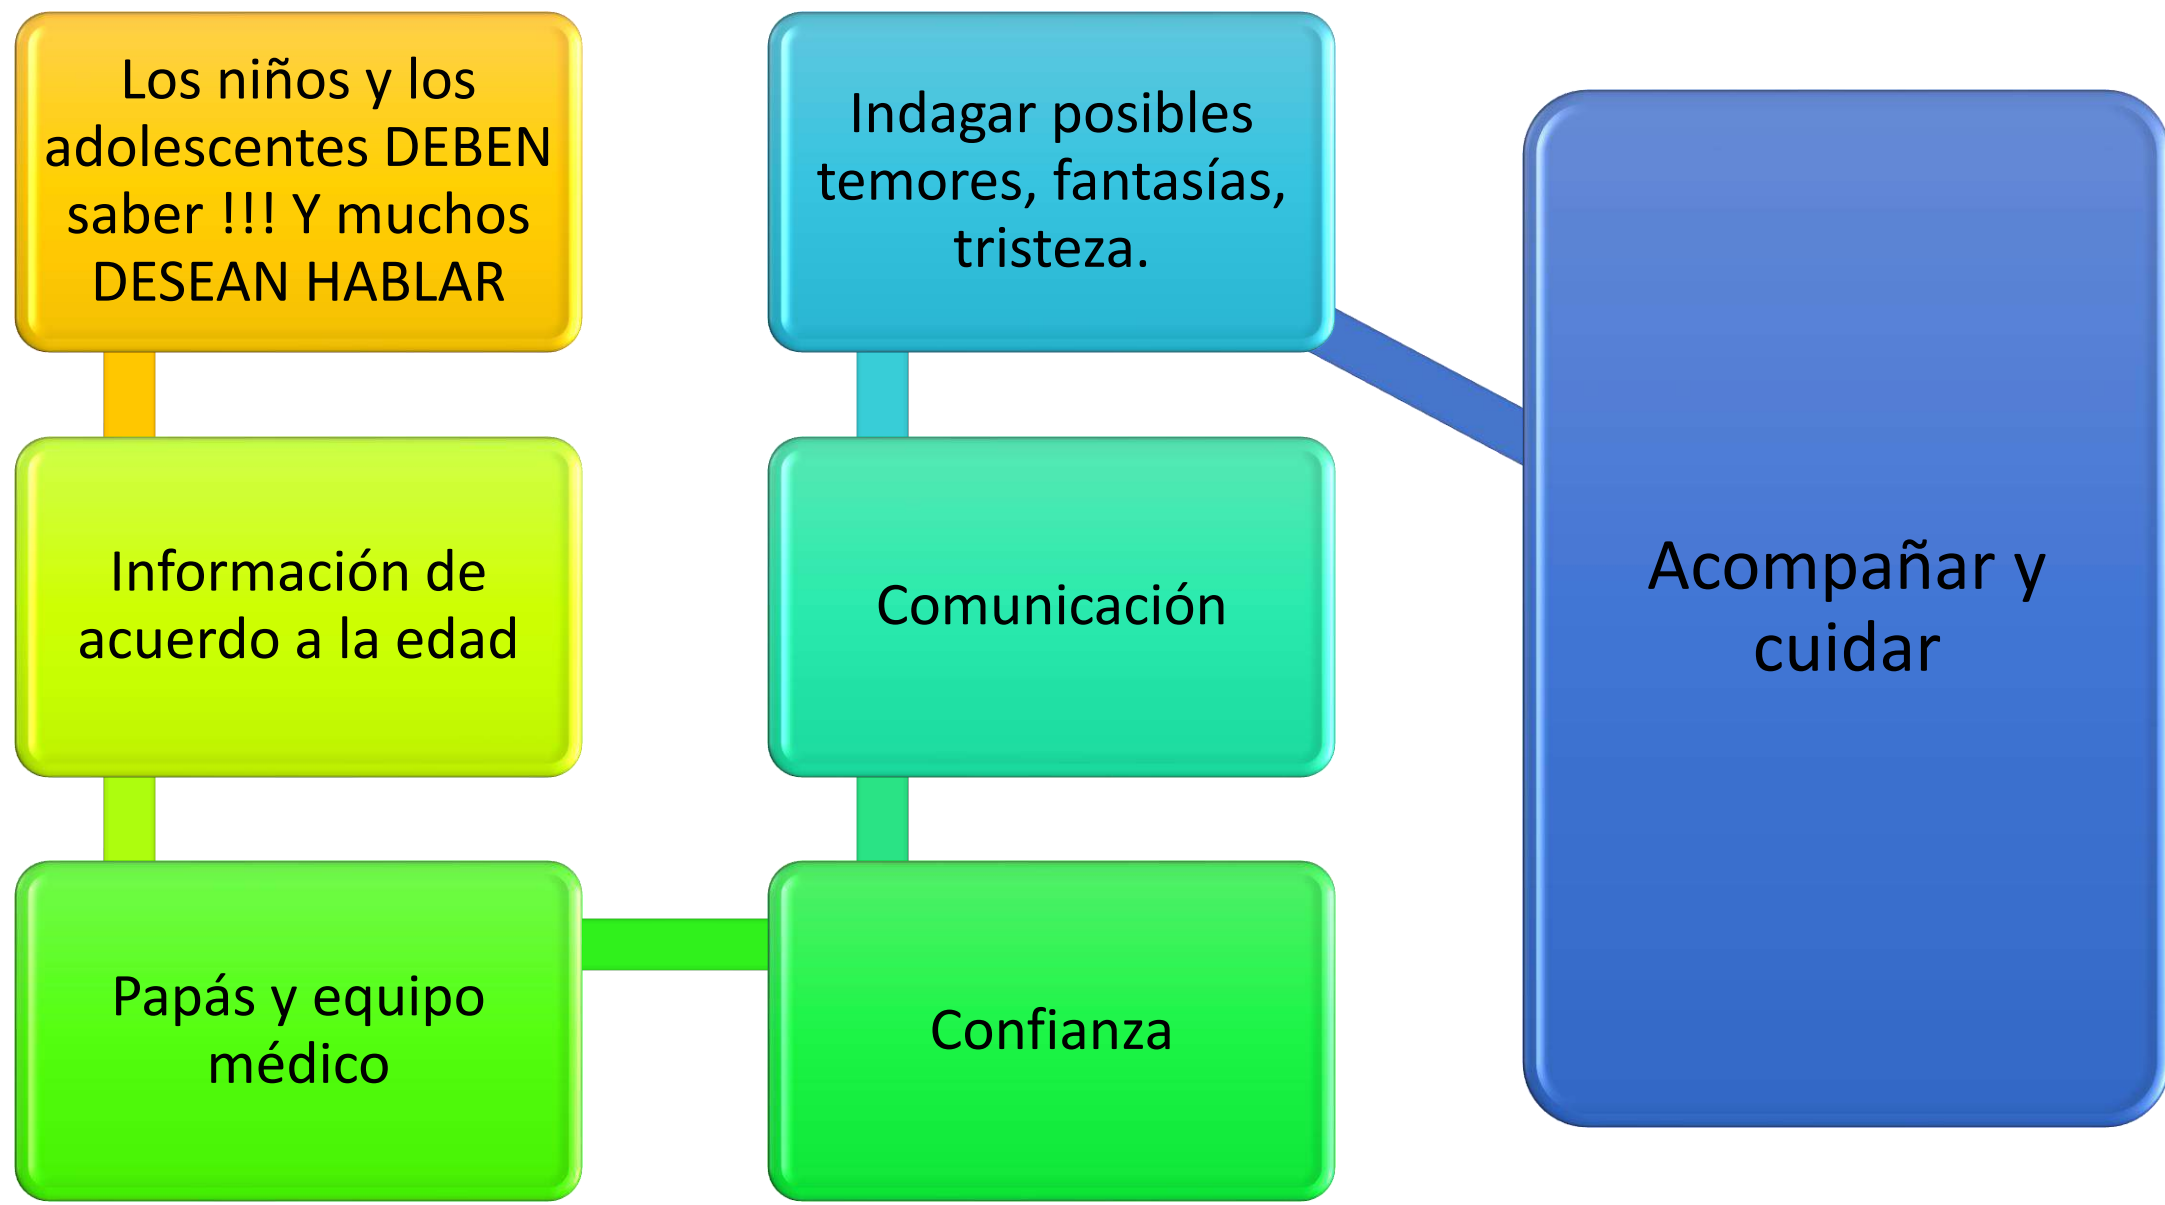 Los niños y los
adolescentes DEBEN
saber !!! Y muchos
DESEAN HABLAR
Información de
acuerdo a la edad
Papás y equipo
médico
Confianza
Comunicación
Indagar posibles
temores, fantasías,
tristeza.
Acompañar y
cuidar